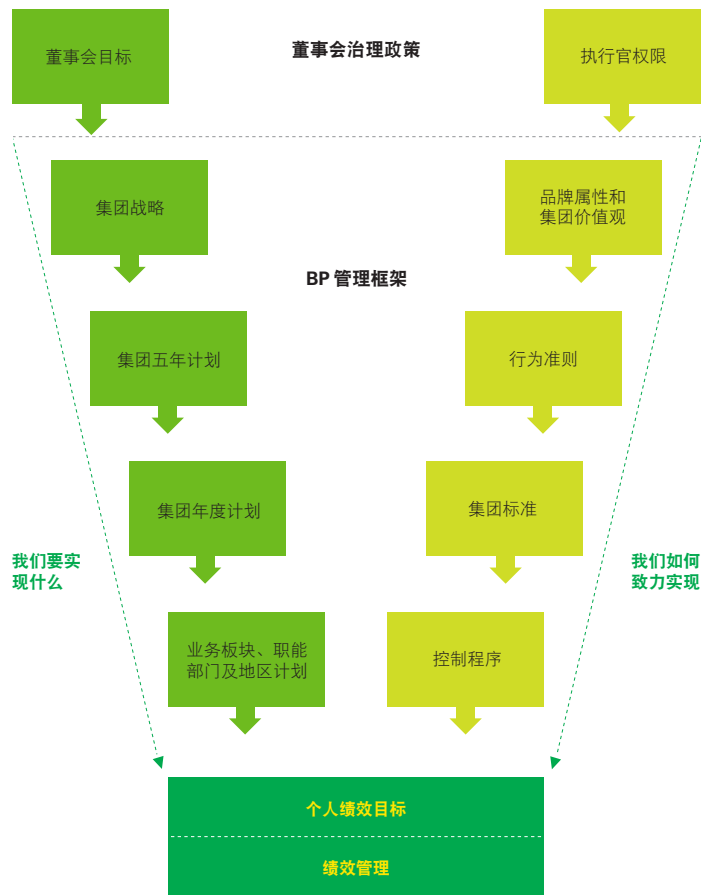 董事会目标
董事会治理政策
执行官权限
集团战略
品牌属性和
集团价值观
BP 管理框架
集团五年计划
行为准则
集团年度计划
集团标准
我们要实
现什么
我们如何
致力实现
业务板块、职能
部门及地区计划
控制程序
个人绩效目标
绩效管理